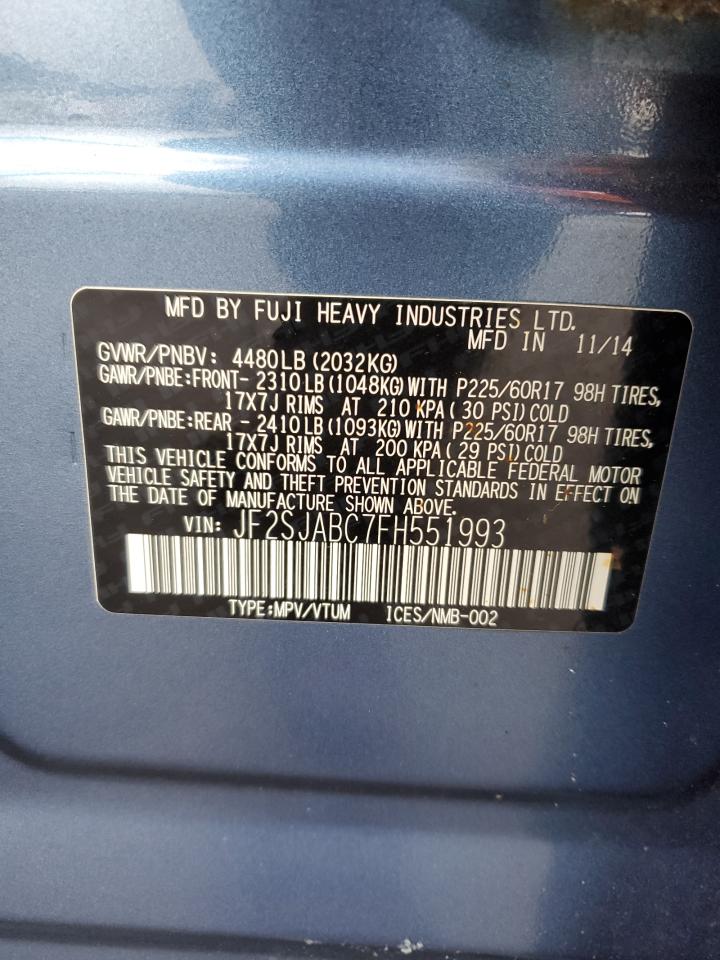 MFD BY FUJI HEAVY INDUSTRIES LTD.
MFD IN 11/14
GVWR/PNBV: 4480LB (2032KG)
GAWR/PNBE:FRONT- 2310LB (1048KG) WITH P225/60R17 98H TIRES,
17X7J RIMS AT 210 KPA ( 30 PSI) COLD
GAWR/PNBE:REAR - 2410LB (1093KG) WITH P225/60R17 98H TIRES,
17X7J RIMS AT 200 KPA ( 29 PSI) COLD
THIS VEHICLE CONFORMS TO ALL APPLICABLE FEDERAL MOTOR
VEHICLE SAFETY AND THEFT PREVENTION STANDARDS IN EFFECT ON
THE DATE OF MANUFACTURE SHOWN ABOVE.
VIN: JF2SJABC7FH551993
TYPE:MPV/VTUM ICES/NMB-002